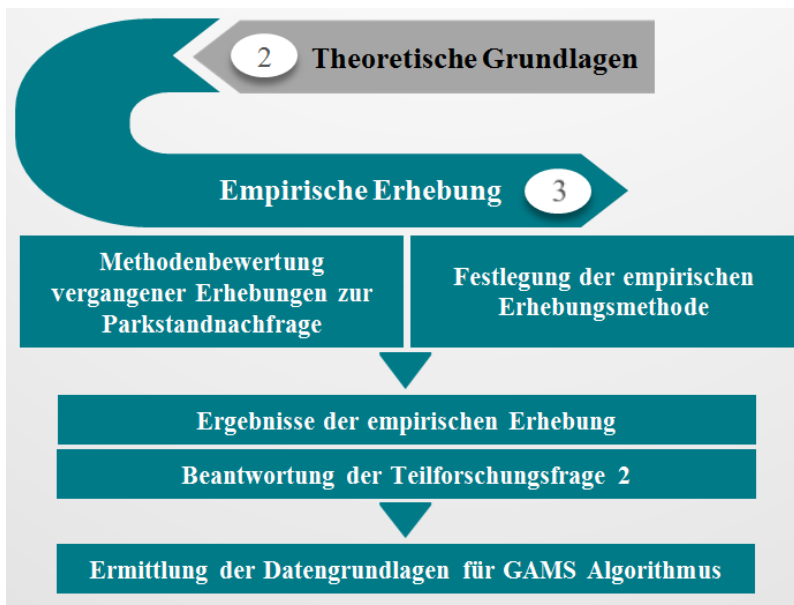 2 Theoretische Grundlagen
Empirische Erhebung 3
Methodenbewertung
vergangener Erhebungen zur
Parkstandnachfrage
Festlegung der empirischen
Erhebungsmethode
Ergebnisse der empirischen Erhebung
Beantwortung der Teilforschungsfrage 2
Ermittlung der Datengrundlagen für GAMS Algorithmus